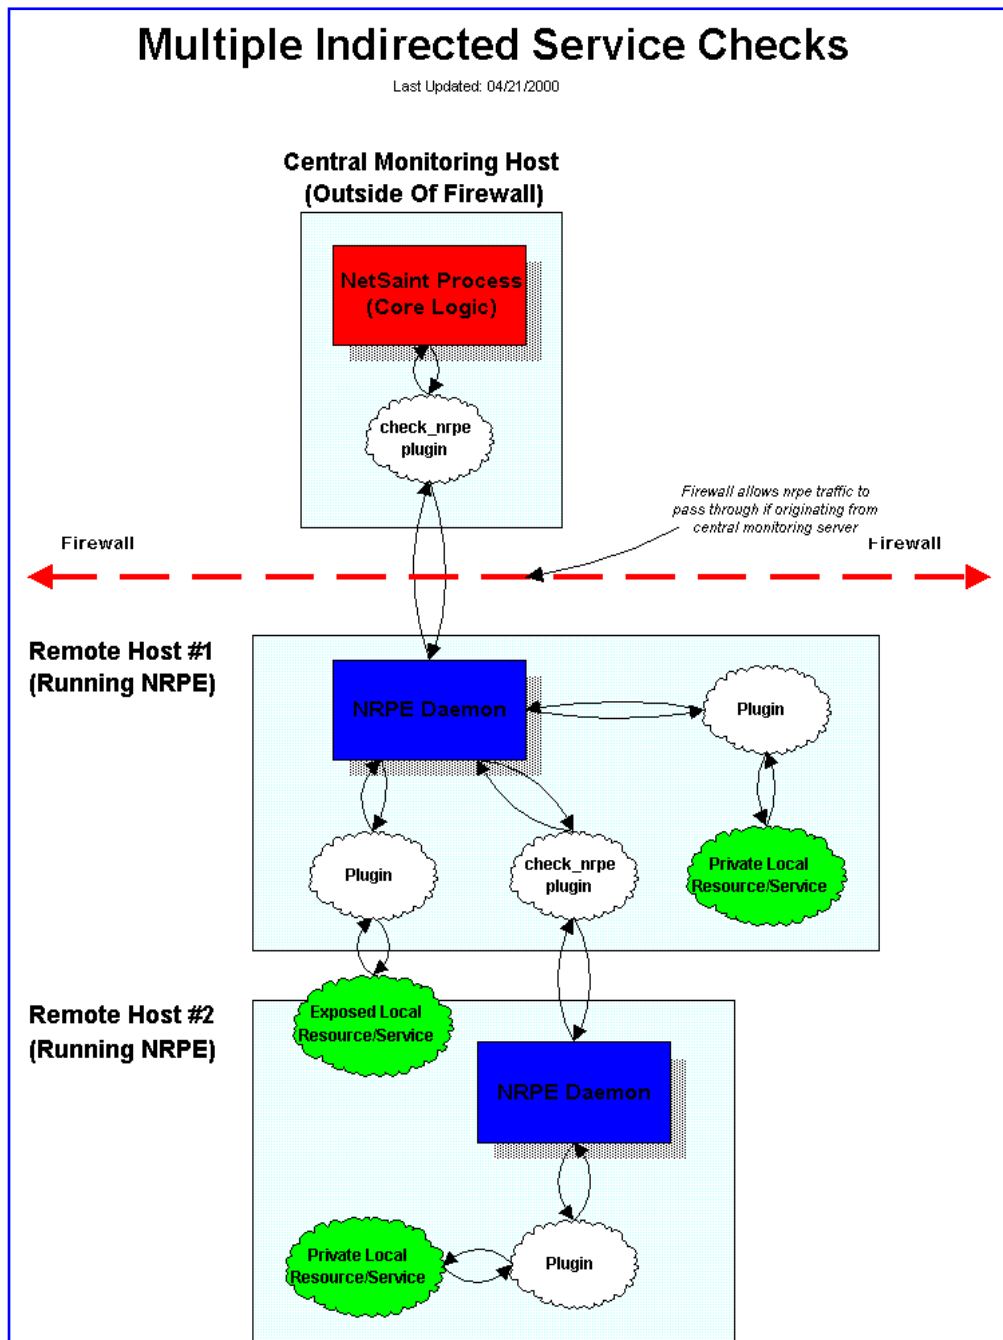 Multiple Indirected Service Checks
Last Updated: 04/21/2000
Central Monitoring Host
(Outside Of Firewall)
NetSaint Process
(Core Logic)
check_nrpe
plugin
Firewall allows nrpe traffic to
pass through if originating from
central monitoring server
Firewall
Firewall
Remote Host #1
(Running NRPE)
NRPE Daemon
Plugin
Plugin
check_nrpe
plugin
Private Local
Resource/Service
Remote Host #2
(Running NRPE)
Exposed Local
Resource/Service
NRPE Daemon
Private Local
Resource/Service
Plugin